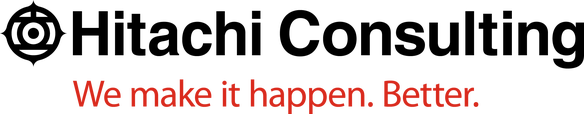 Hitachi Consulting
We make it happen. Better.